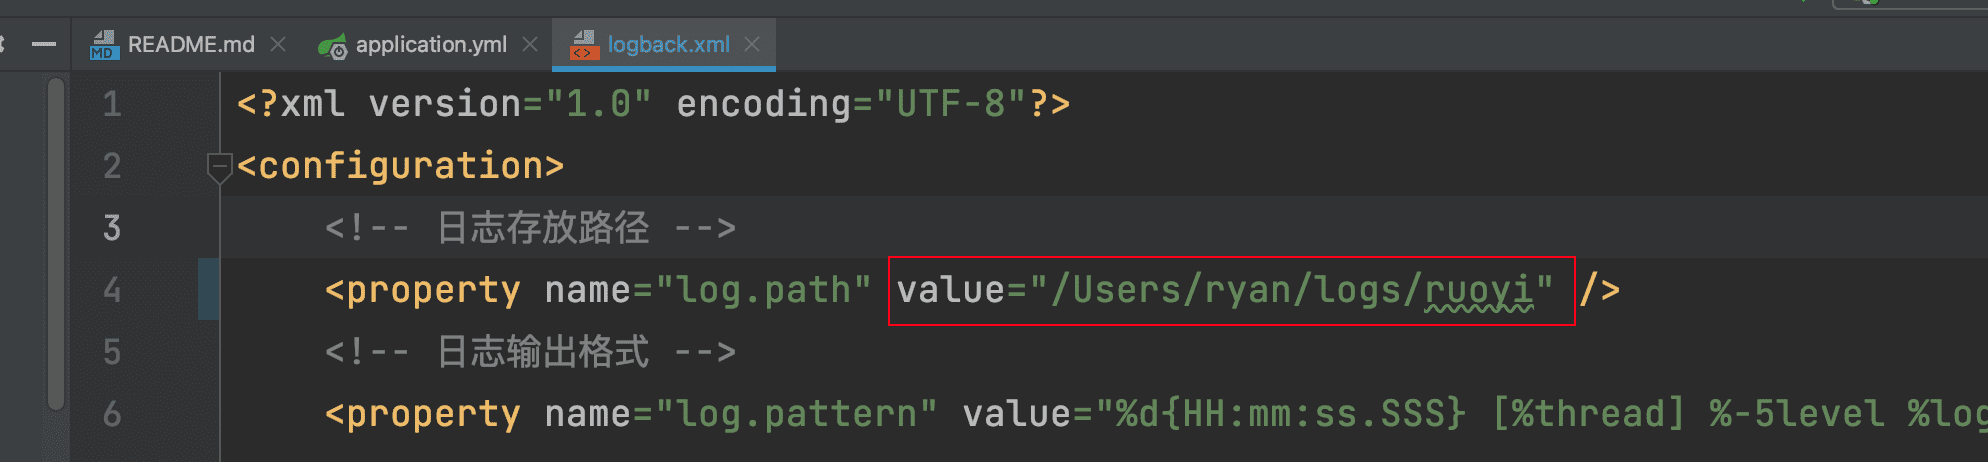 README.md application.yml logback.xml
1 <?xml version="1.0" encoding="UTF-8"?>
2 <configuration>
3 <!-- 日志存放路径 -->
4 <property name="log.path" value="/Users/ryan/logs/ruoyi" />
5 <!-- 日志输出格式 -->
6 <property name="log.pattern" value="%d{HH:mm:ss.SSS} [%thread] %-5level %log